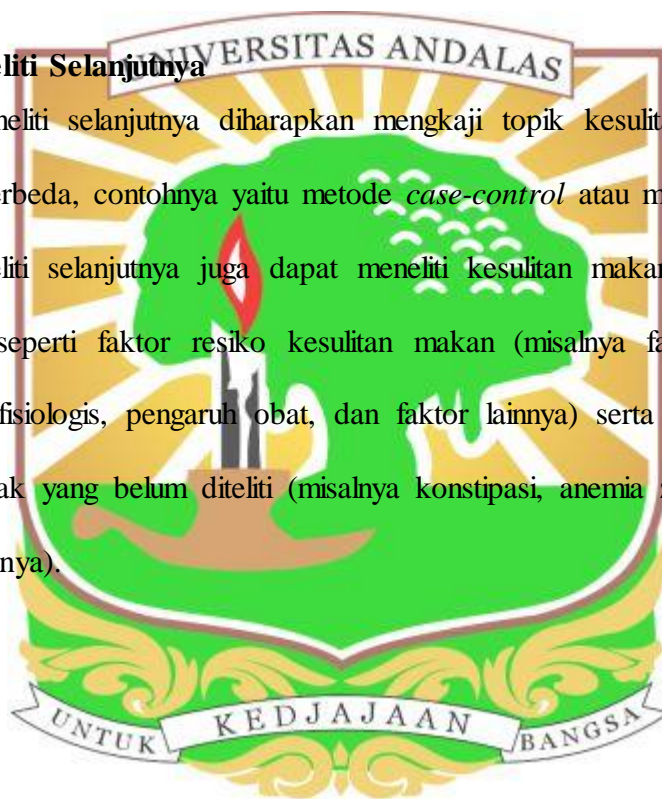 UNIVERSITAS ANDALAS
eliti Selanjutnya
neliti selanjutnya diharapkan mengkaji topik kesulita
erbeda, contohnya yaitu metode case-control atau m
eliti selanjutnya juga dapat meneliti kesulitan makan
seperti faktor resiko kesulitan makan (misalnya fa
fisiologis, pengaruh obat, dan faktor lainnya) serta
ak yang belum diteliti (misalnya konstipasi, anemia
nya).
UNTUK KEDJAJAAN BANGSA